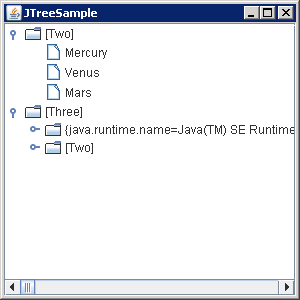 JTreeSample
[Two]
Mercury
Venus
Mars
[Three]
{java.runtime.name=Java(TM) SE Runtime
[Two]